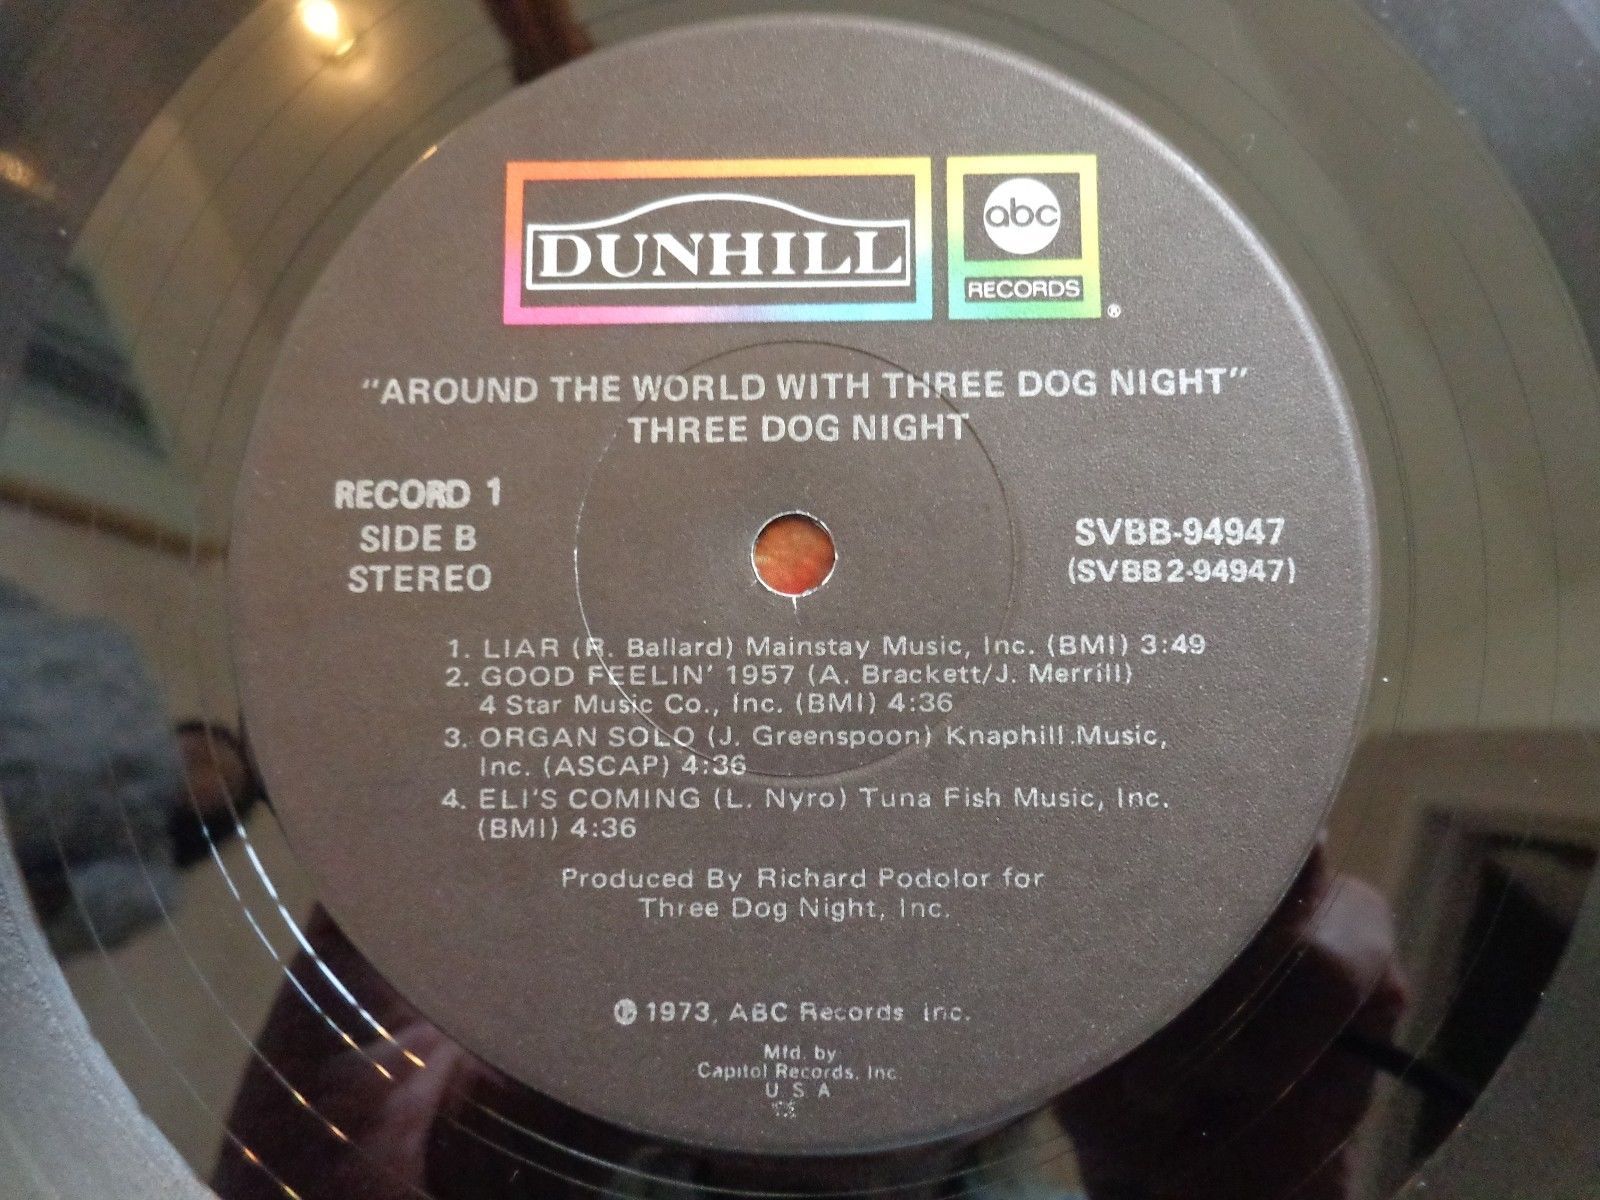 DUNHILL
abc
RECORDS
®
"AROUND THE WORLD WITH THREE DOG NIGHT"
THREE DOG NIGHT
RECORD 1
SIDE B
STEREO
SVBB-94947
(SVBB2-94947)
1. LIAR (R. Ballard) Mainstay Music, Inc. (BMI) 3:49
2. GOOD FEELIN' 1957 (A. Brackett/J. Merrill)
4 Star Music Co., Inc. (BMI) 4:36
3. ORGAN SOLO (J. Greenspoon) Knaphill Music,
Inc. (ASCAP) 4:36
4. ELI'S COMING (L. Nyro) Tuna Fish Music, Inc.
(BMI) 4:36
Produced By Richard Podolor for
Three Dog Night, Inc.
℗ 1973, ABC Records Inc.
Mfd. by
Capitol Records, Inc.
U S A